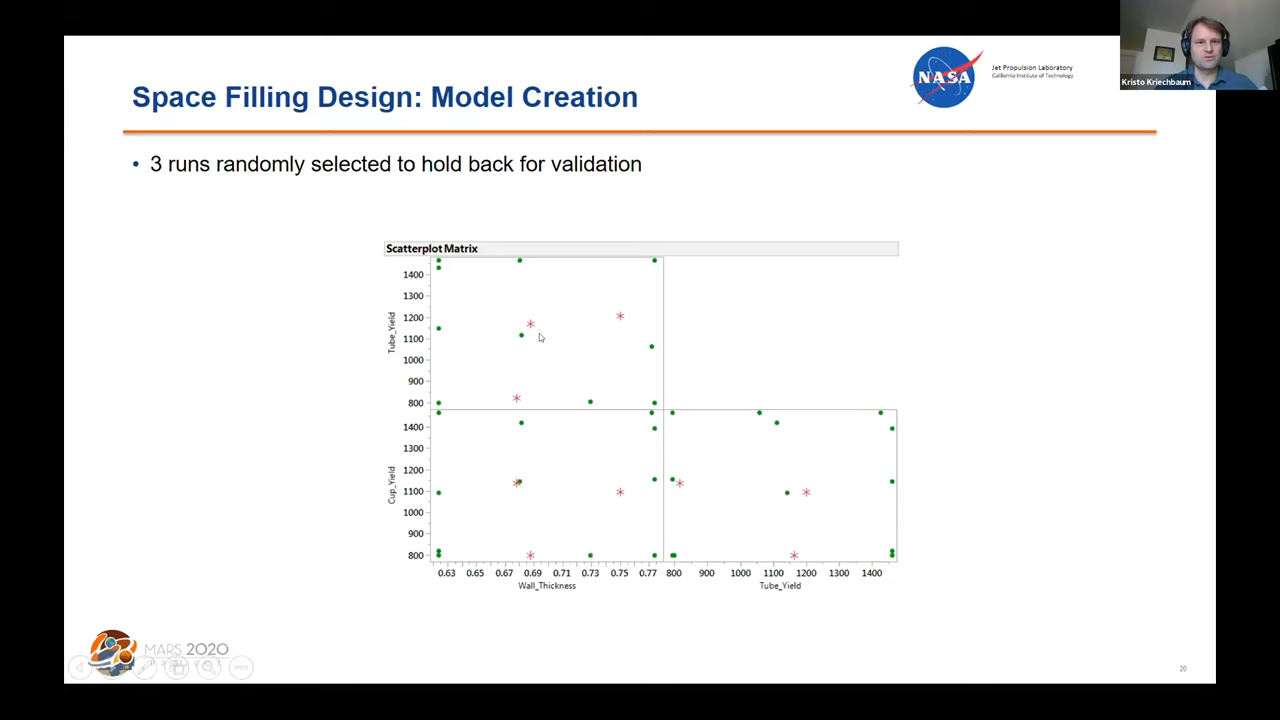 Kristo Kriechbaum
NASA
Jet Propulsion Laboratory
California Institute of Technology
Space Filling Design: Model Creation
• 3 runs randomly selected to hold back for validation
Scatterplot Matrix
Tube_Yield
1400
1300
1200
1100
1000
900
800
Cup_Yield
1400
1300
1200
1100
1000
900
800
0.63 0.65 0.67 0.69 0.71 0.73 0.75 0.77 800 900 1000 1100 1200 1300 1400
Wall_Thickness Tube_Yield
MARS 2020
20